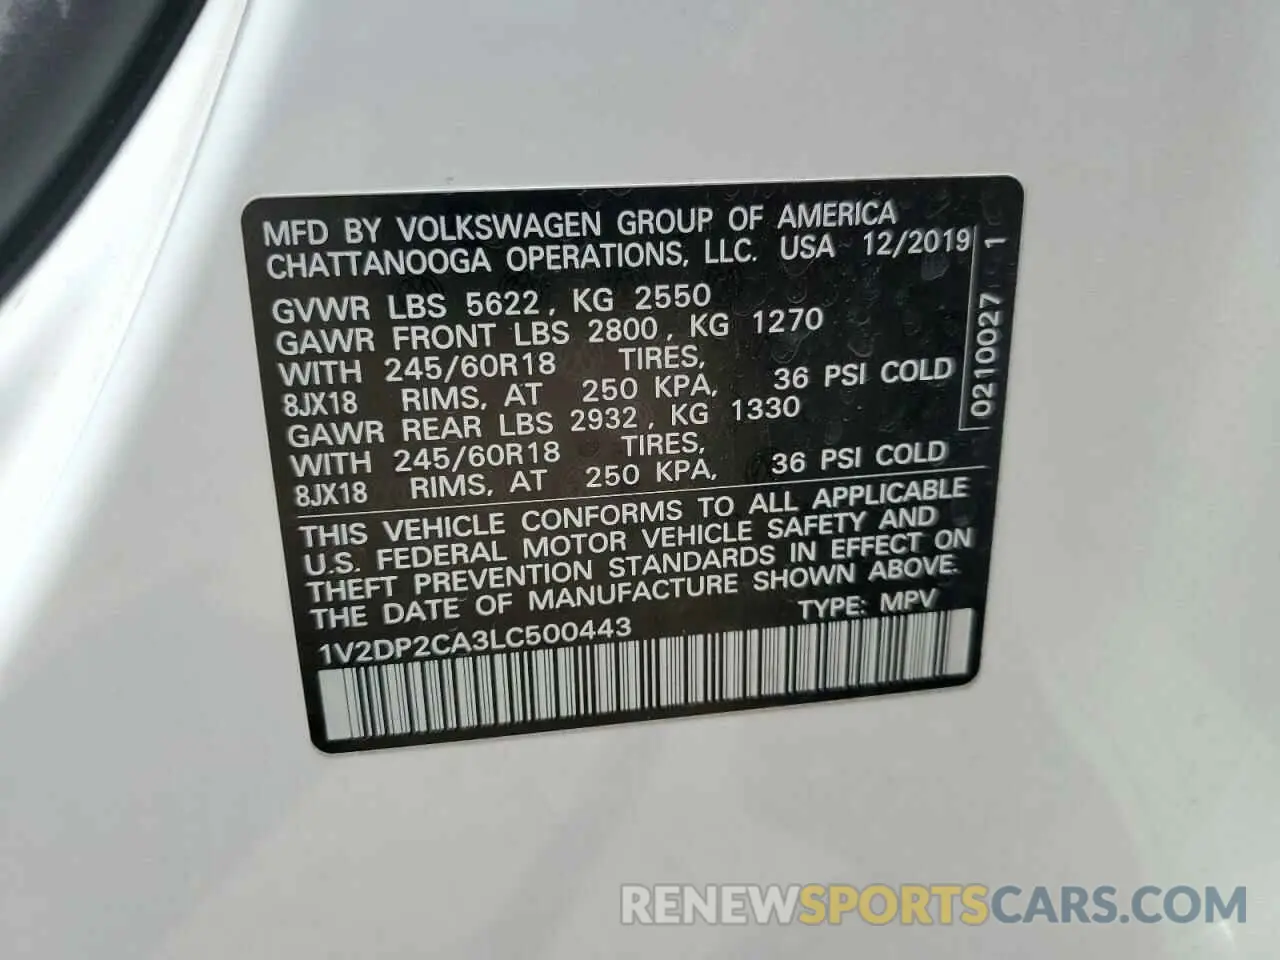 MFD BY VOLKSWAGEN GROUP OF AMERICA
CHATTANOOGA OPERATIONS, LLC. USA 12/2019
GVWR LBS 5622, KG 2550
GAWR FRONT LBS 2800, KG 1270
WITH 245/60R18 TIRES,
8JX18 RIMS, AT 250 KPA, 36 PSI COLD
GAWR REAR LBS 2932, KG 1330
WITH 245/60R18 TIRES,
8JX18 RIMS, AT 250 KPA, 36 PSI COLD
0210027 1
THIS VEHICLE CONFORMS TO ALL APPLICABLE
U.S. FEDERAL MOTOR VEHICLE SAFETY AND
THEFT PREVENTION STANDARDS IN EFFECT ON
THE DATE OF MANUFACTURE SHOWN ABOVE.
1V2DP2CA3LC500443 TYPE: MPV
RENEWSPORTSCARS.COM